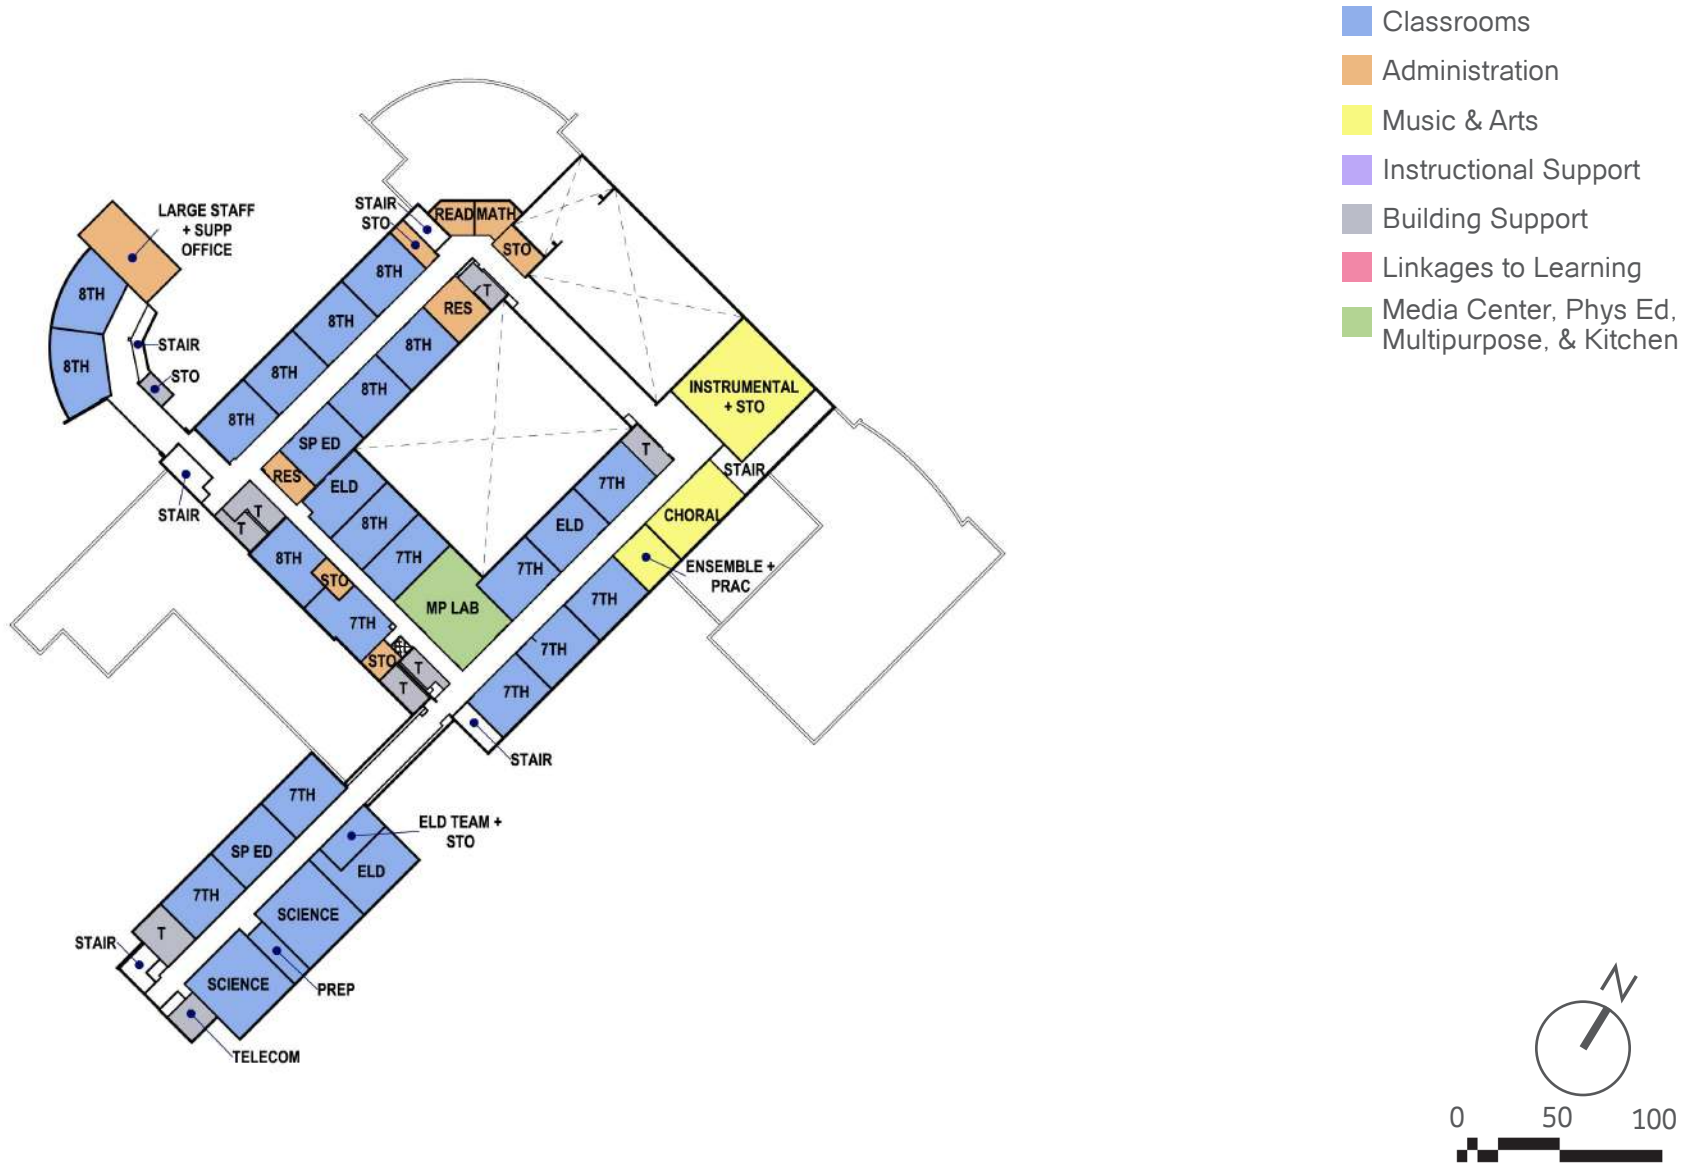 Classrooms
Administration
Music & Arts
Instructional Support
Building Support
Linkages to Learning
Media Center, Phys Ed,
Multipurpose, & Kitchen
LARGE STAFF
+ SUPP
OFFICE
STAIR
STO
READ
MATH
STO
8TH
8TH
8TH
STAIR
STO
8TH
8TH
8TH
8TH
T
RES
8TH
8TH
SP ED
RES
ELD
8TH
7TH
MP LAB
INSTRUMENTAL
+ STO
STAIR
T
7TH
ELD
7TH
CHORAL
ENSEMBLE +
PRAC
7TH
7TH
7TH
STAIR
STAIR
T
T
8TH
STO
7TH
STO
T
T
7TH
SP ED
7TH
T
STAIR
ELD TEAM +
STO
ELD
SCIENCE
PREP
SCIENCE
TELECOM
N
0 50 100